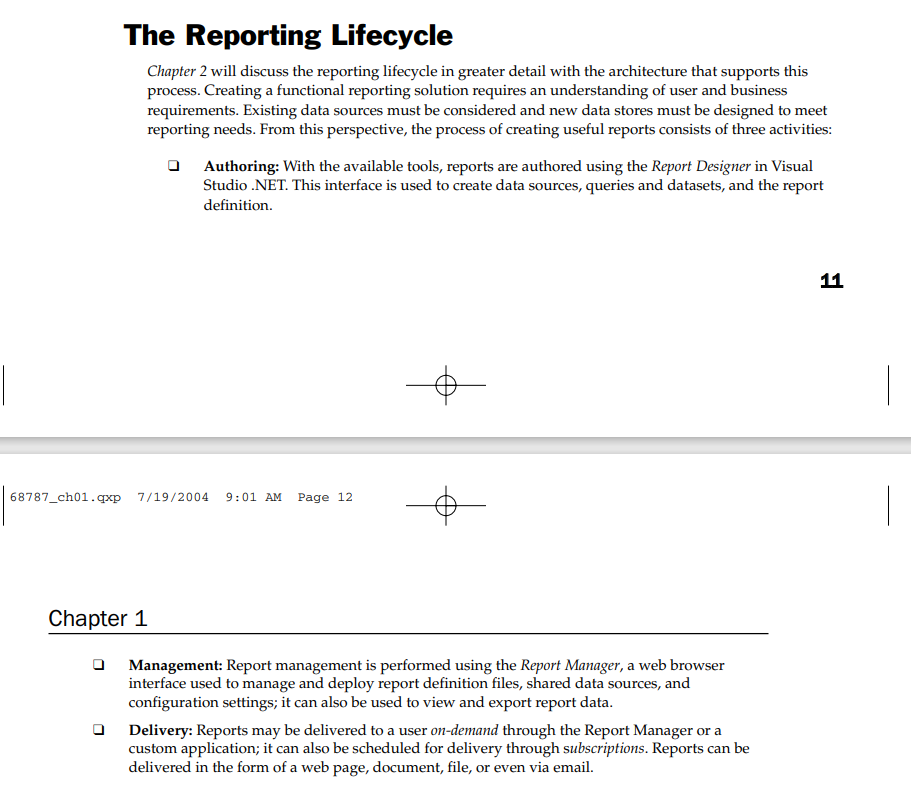 The Reporting Lifecycle
Chapter 2 will discuss the reporting lifecycle in greater detail with the architecture that supports this
process. Creating a functional reporting solution requires an understanding of user and business
requirements. Existing data sources must be considered and new data stores must be designed to meet
reporting needs. From this perspective, the process of creating useful reports consists of three activities:
❑ Authoring: With the available tools, reports are authored using the Report Designer in Visual
Studio .NET. This interface is used to create data sources, queries and datasets, and the report
definition.
11
68787_ch01.qxp 7/19/2004 9:01 AM Page 12
Chapter 1
❑ Management: Report management is performed using the Report Manager, a web browser
interface used to manage and deploy report definition files, shared data sources, and
configuration settings; it can also be used to view and export report data.
❑ Delivery: Reports may be delivered to a user on-demand through the Report Manager or a
custom application; it can also be scheduled for delivery through subscriptions. Reports can be
delivered in the form of a web page, document, file, or even via email.